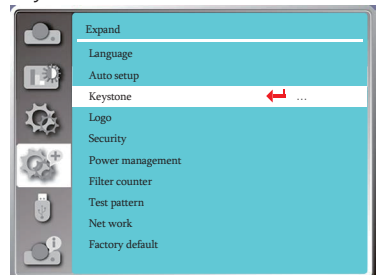 Expand
Language
Auto setup
Keystone ...
Logo
Security
Power management
Filter counter
Test pattern
Net work
Factory default